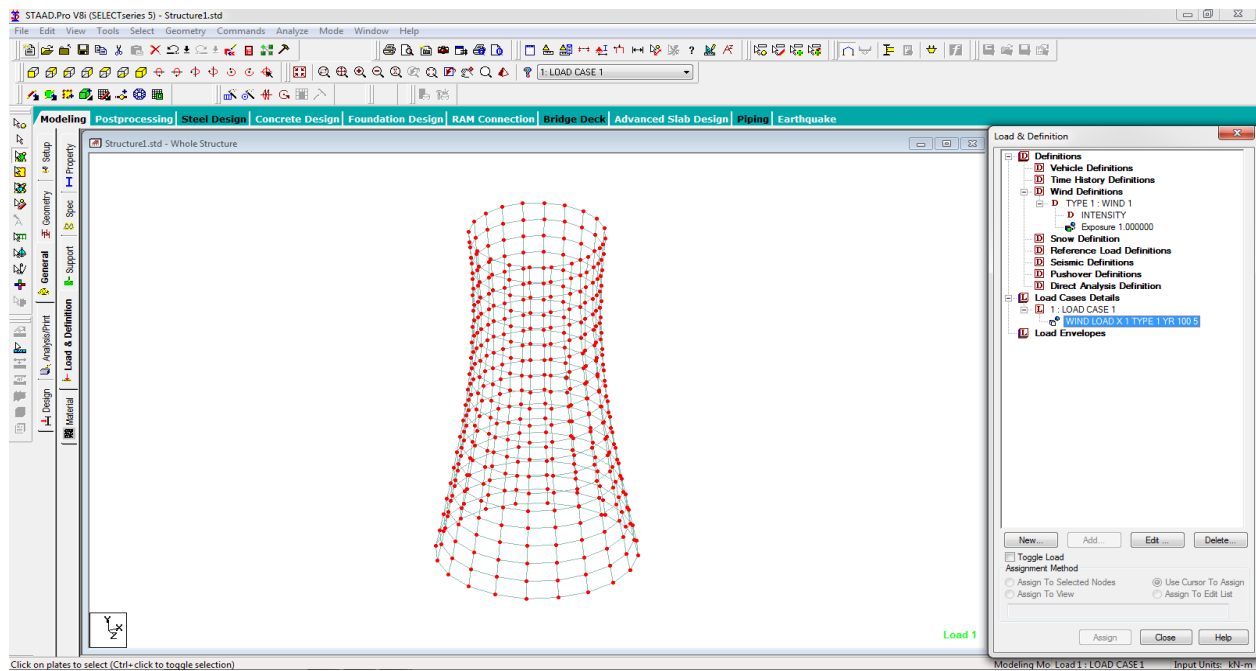 STAAD.Pro V8i (SELECTseries 5) - Structure1.std
File Edit View Tools Select Geometry Commands Analyze Mode Window Help
1: LOAD CASE 1
Modeling Postprocessing Steel Design Concrete Design Foundation Design RAM Connection Bridge Deck Advanced Slab Design Piping Earthquake
Setup
Geometry
General
Analysis/Print
Design
Property
Spec
Support
Load & Definition
Material
Structure1.std - Whole Structure
Y
X
Z
Load 1
Load & Definition
Definitions
Vehicle Definitions
Time History Definitions
Wind Definitions
TYPE 1 : WIND 1
INTENSITY
Exposure 1.000000
Snow Definition
Reference Load Definitions
Seismic Definitions
Pushover Definitions
Direct Analysis Definition
Load Cases Details
1 : LOAD CASE 1
WIND LOAD X 1 TYPE 1 YR 100 5
Load Envelopes
New... Add... Edit ... Delete...
Toggle Load
Assignment Method
Assign To Selected Nodes Use Cursor To Assign
Assign To View Assign To Edit List
Assign Close Help
Click on plates to select (Ctrl+click to toggle selection) Modeling Mo Load 1 : LOAD CASE 1 Input Units: kN-m